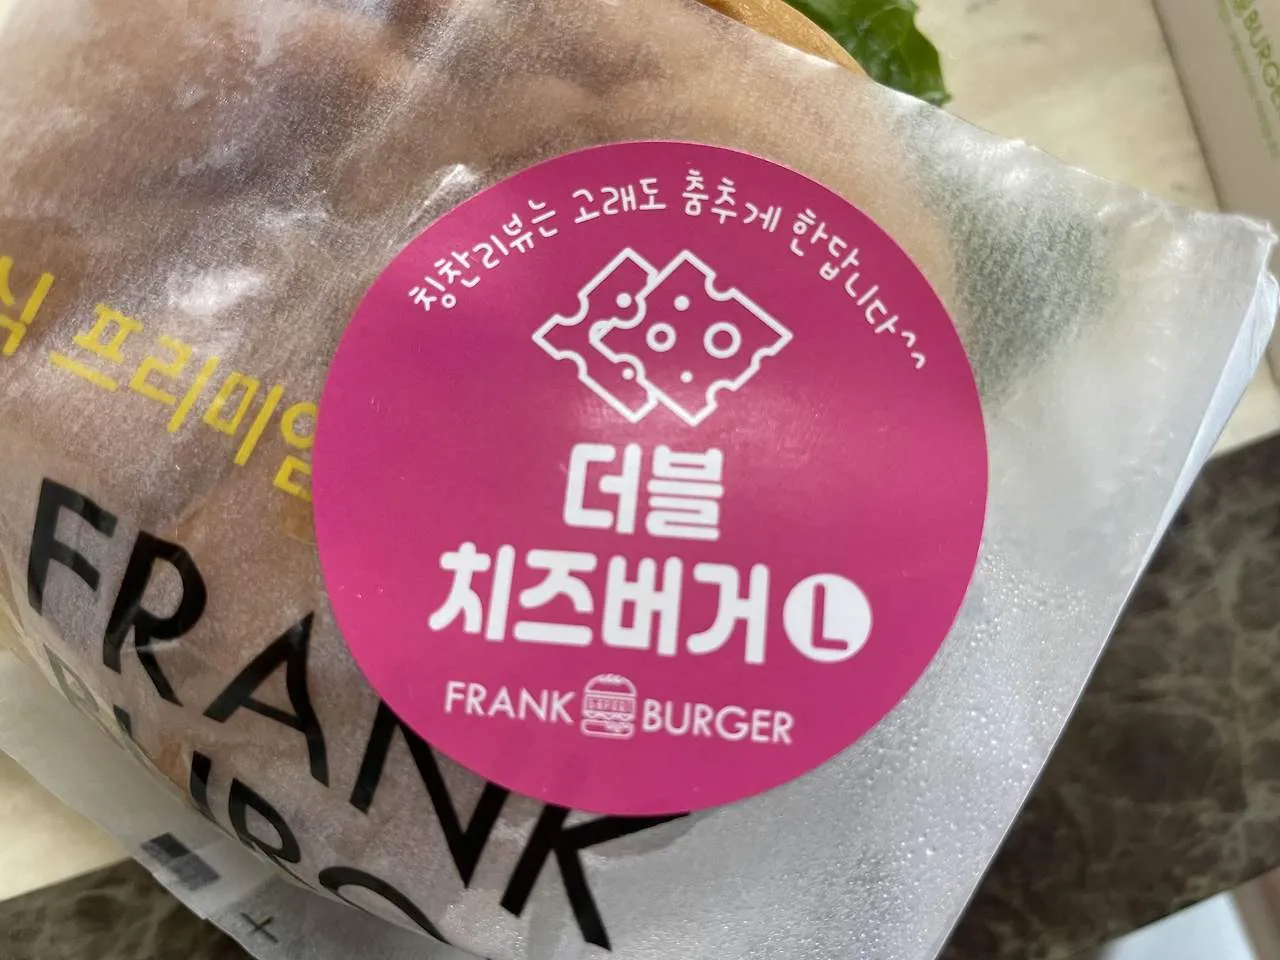 칭찬리뷰는 고래도 춤추게 한답니다^^
더블
치즈버거 L
FRANK BURGER
프리미엄
FRANK
BURGER